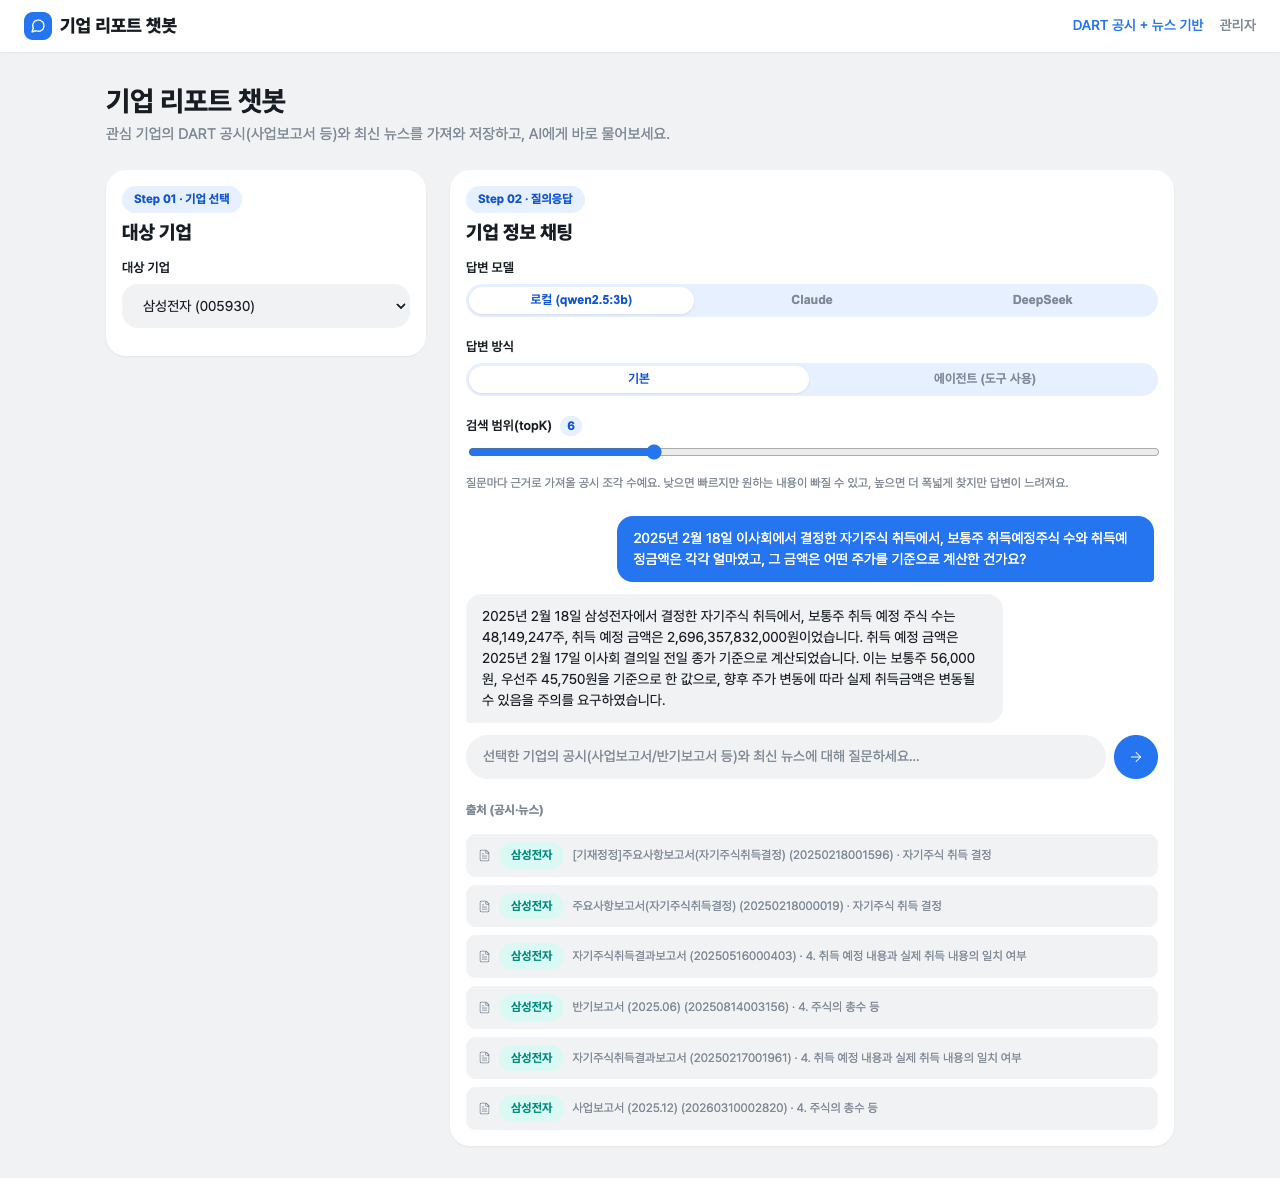 기업 리포트 챗봇
DART 공시 + 뉴스 기반
관리자
기업 리포트 챗봇
관심 기업의 DART 공시(사업보고서 등)와 최신 뉴스를 가져와 저장하고, AI에게 바로 물어보세요.
Step 01 · 기업 선택
대상 기업
대상 기업
삼성전자 (005930)
Step 02 · 질의응답
기업 정보 채팅
답변 모델
로컬 (qwen2.5:3b)
Claude
DeepSeek
답변 방식
기본
에이전트 (도구 사용)
검색 범위(topK) 6
질문마다 근거로 가져올 공시 조각 수예요. 낮으면 빠르지만 원하는 내용이 빠질 수 있고, 높으면 더 폭넓게 찾지만 답변이 느려져요.
2025년 2월 18일 이사회에서 결정한 자기주식 취득에서, 보통주 취득예정주식 수와 취득예
정금액은 각각 얼마였고, 그 금액은 어떤 주가를 기준으로 계산한 건가요?
2025년 2월 18일 삼성전자에서 결정한 자기주식 취득에서, 보통주 취득 예정 주식 수는
48,149,247주, 취득 예정 금액은 2,696,357,832,000원이었습니다. 취득 예정 금액은
2025년 2월 17일 이사회 결의일 전일 종가 기준으로 계산되었습니다. 이는 보통주 56,000
원, 우선주 45,750원을 기준으로 한 값으로, 향후 주가 변동에 따라 실제 취득금액은 변동될
수 있음을 주의를 요구하였습니다.
선택한 기업의 공시(사업보고서/반기보고서 등)와 최신 뉴스에 대해 질문하세요...
출처 (공시·뉴스)
삼성전자 [기재정정]주요사항보고서(자기주식취득결정) (20250218001596) · 자기주식 취득 결정
삼성전자 주요사항보고서(자기주식취득결정) (20250218000019) · 자기주식 취득 결정
삼성전자 자기주식취득결과보고서 (20250516000403) · 4. 취득 예정 내용과 실제 취득 내용의 일치 여부
삼성전자 반기보고서 (2025.06) (20250814003156) · 4. 주식의 총수 등
삼성전자 자기주식취득결과보고서 (20250217001961) · 4. 취득 예정 내용과 실제 취득 내용의 일치 여부
삼성전자 사업보고서 (2025.12) (20260310002820) · 4. 주식의 총수 등